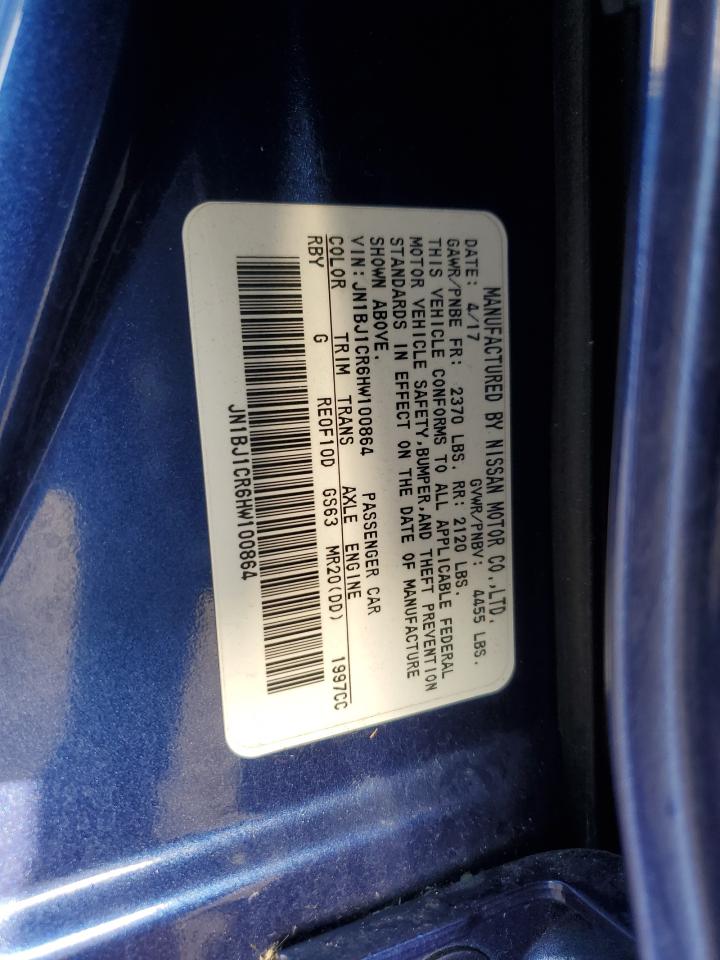 MANUFACTURED BY NISSAN MOTOR CO.,LTD.
DATE: 4/17 GVWR/PNBV: 4455 LBS.
GAWR/PNBE FR: 2370 LBS. RR: 2120 LBS.
THIS VEHICLE CONFORMS TO ALL APPLICABLE FEDERAL
MOTOR VEHICLE SAFETY,BUMPER,AND THEFT PREVENTION
STANDARDS IN EFFECT ON THE DATE OF MANUFACTURE
SHOWN ABOVE.
VIN:JN1BJ1CR6HW100864 PASSENGER CAR
COLOR TRIM TRANS AXLE ENGINE
RBY G RE0F10D GS63 MR20(DD) 1997CC
JN1BJ1CR6HW100864